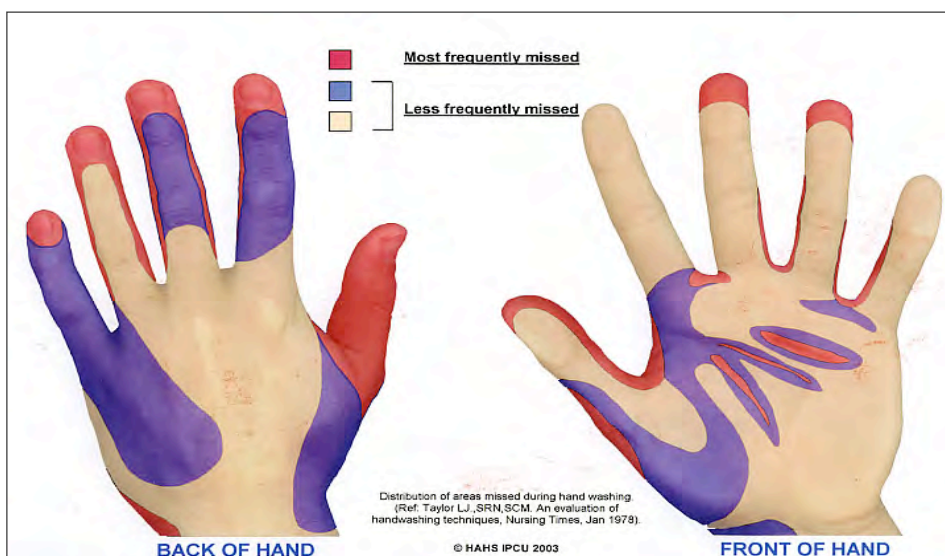 Most frequently missed
Less frequently missed
Distribution of areas missed during hand washing.
(Ref: Taylor LJ.,SRN,SCM. An evaluation of
handwashing techniques, Nursing Times, Jan 1978).
BACK OF HAND
© HAHS IPCU 2003
FRONT OF HAND